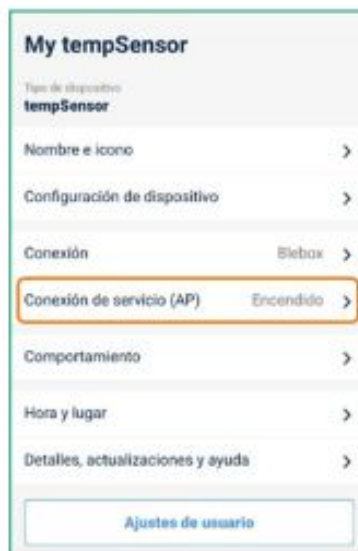 My tempSensor
Tipo de dispositivo
tempSensor
Nombre e icono
Configuración de dispositivo
Conexión Blebox
Conexión de servicio (AP) Encendido
Comportamiento
Hora y lugar
Detalles, actualizaciones y ayuda
Ajustes de usuario